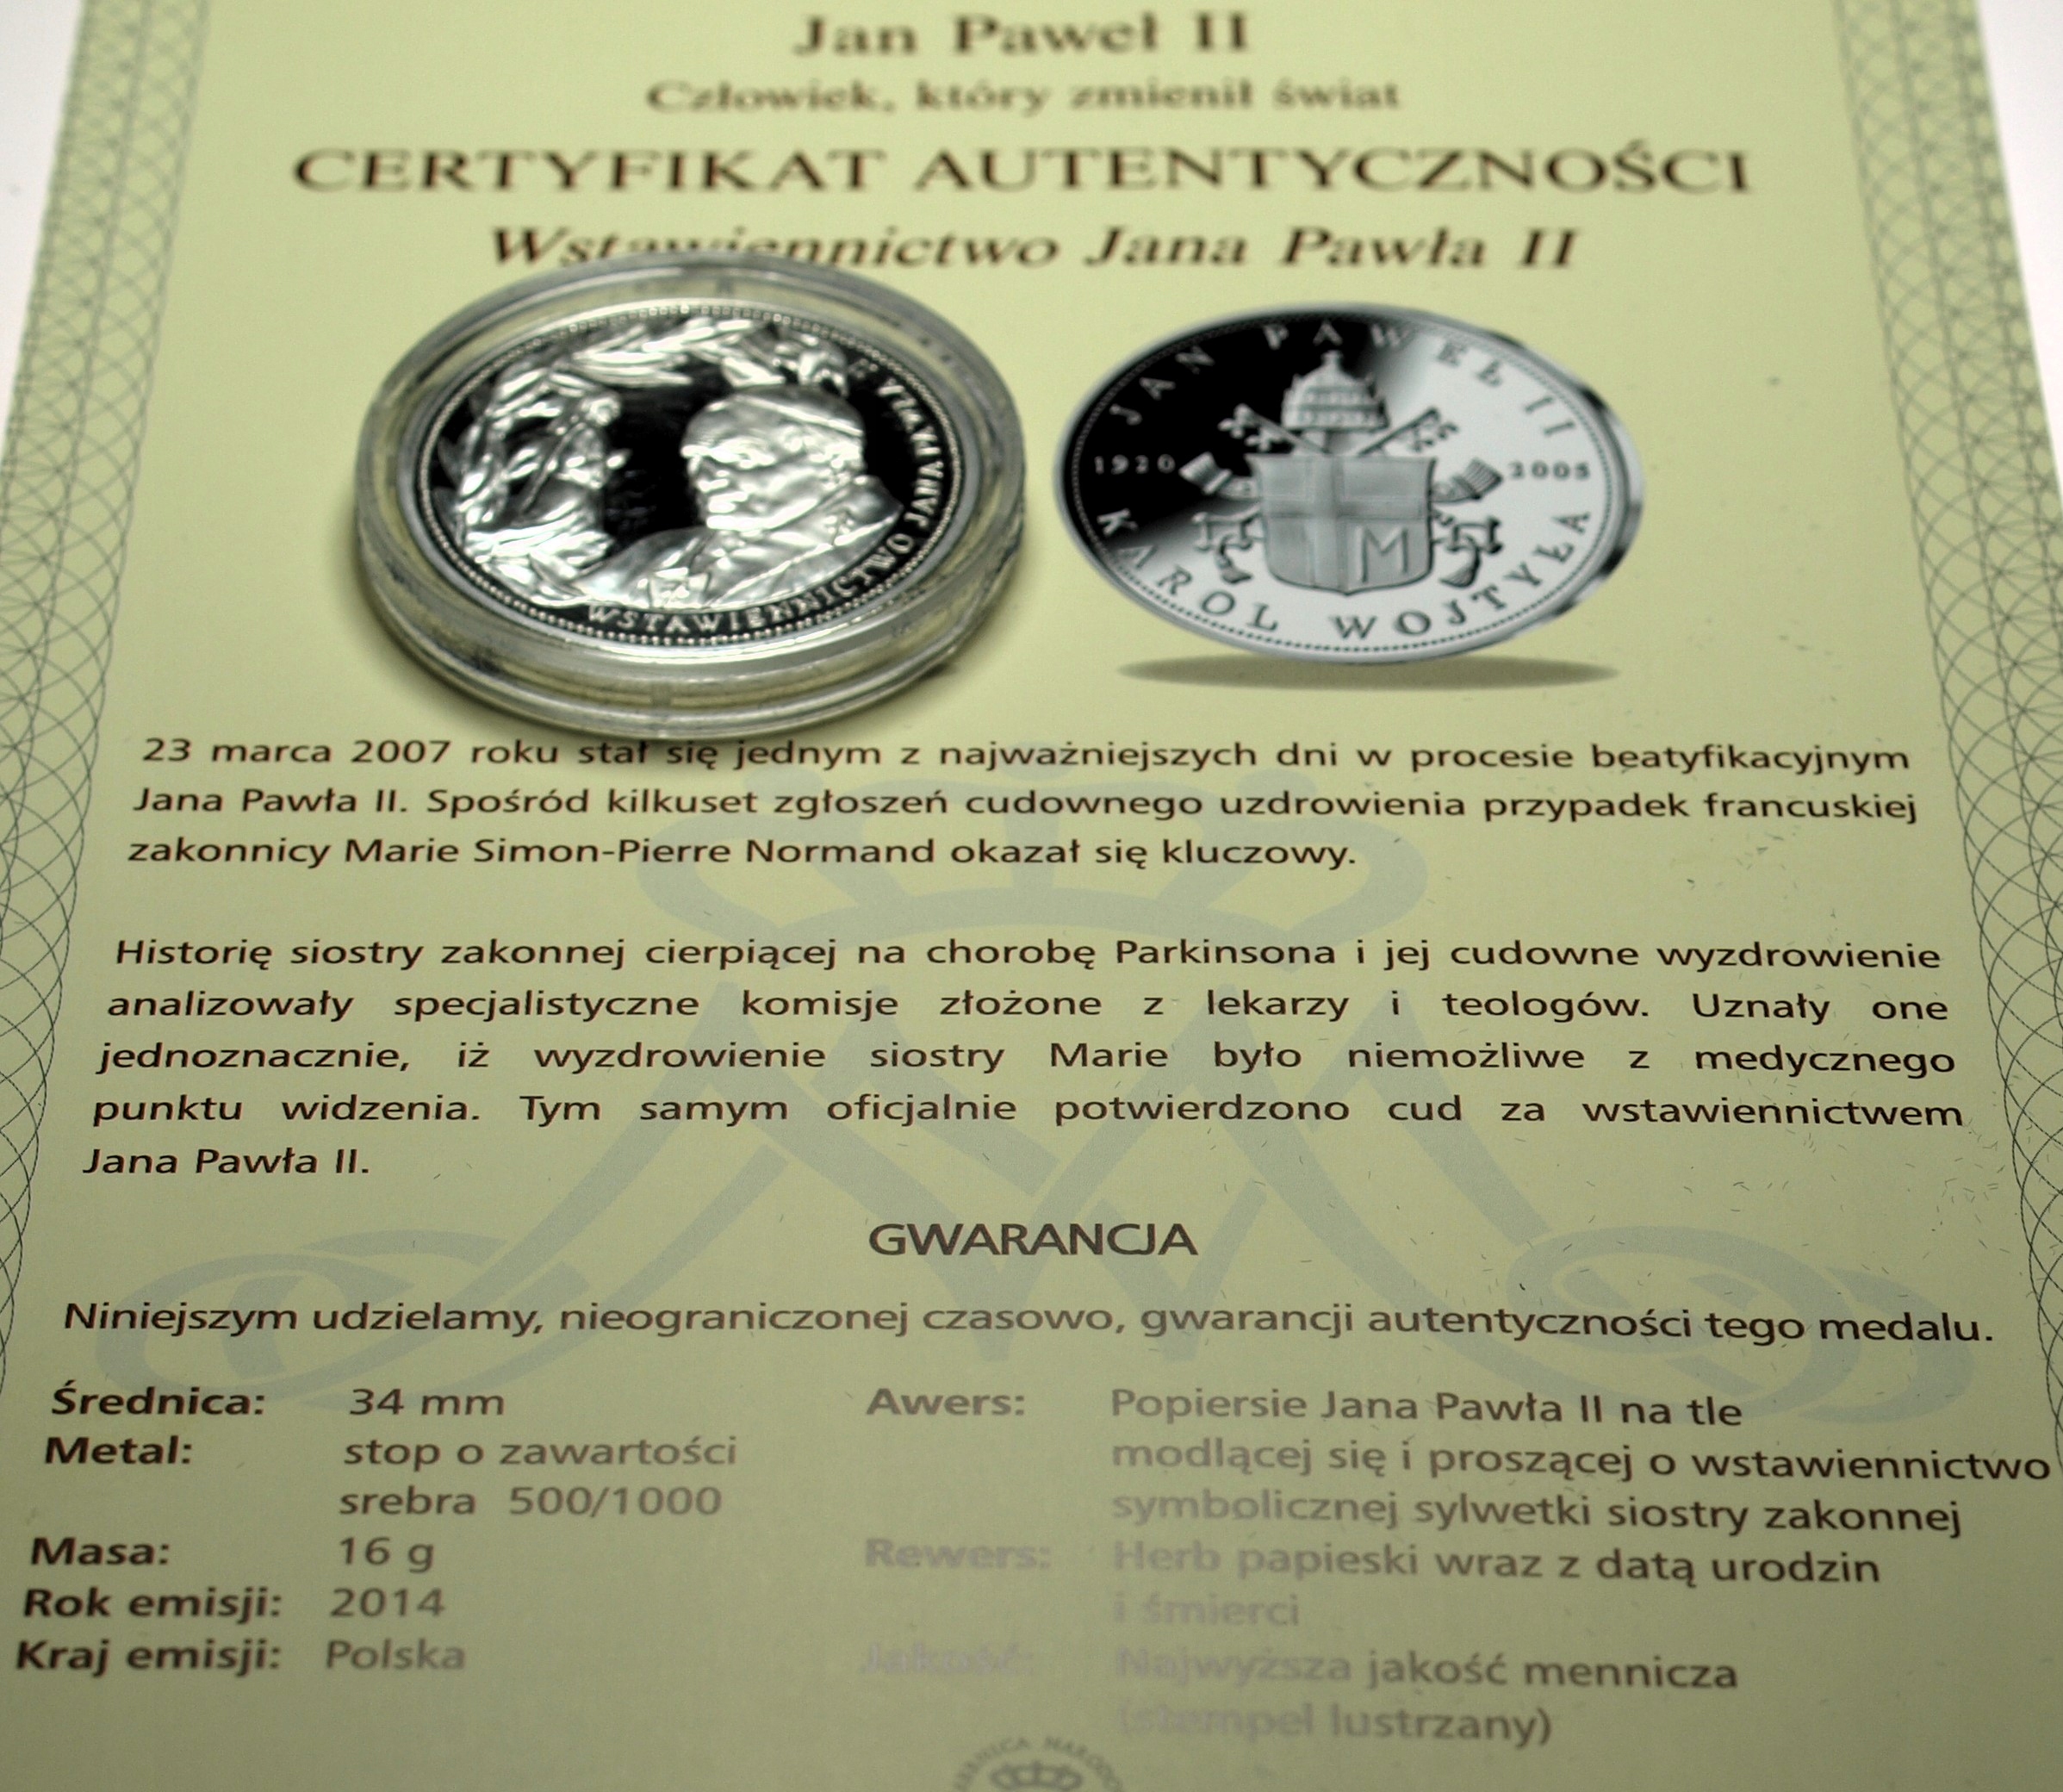 Jan Paweł II
Człowiek, który zmienił świat
CERTYFIKAT AUTENTYCZNOŚCI
Wstawiennictwo Jana Pawła II
WSTAWIENNICTWO JANA PAWŁA II
JAN PAWEŁ II
1920 2005
KAROL WOJTYŁA
M
23 marca 2007 roku stał się jednym z najważniejszych dni w procesie beatyfikacyjnym
Jana Pawła II. Spośród kilkuset zgłoszeń cudownego uzdrowienia przypadek francuskiej
zakonnicy Marie Simon-Pierre Normand okazał się kluczowy.
Historię siostry zakonnej cierpiącej na chorobę Parkinsona i jej cudowne wyzdrowienie
analizowały specjalistyczne komisje złożone z lekarzy i teologów. Uznały one
jednoznacznie, iż wyzdrowienie siostry Marie było niemożliwe z medycznego
punktu widzenia. Tym samym oficjalnie potwierdzono cud za wstawiennictwem
Jana Pawła II.
GWARANCJA
Niniejszym udzielamy, nieograniczonej czasowo, gwarancji autentyczności tego medalu.
Średnica: 34 mm
Metal: stop o zawartości
srebra 500/1000
Masa: 16 g
Rok emisji: 2014
Kraj emisji: Polska
Awers: Popiersie Jana Pawła II na tle
modlącej się i proszącej o wstawiennictwo
symbolicznej sylwetki siostry zakonnej
Rewers: Herb papieski wraz z datą urodzin
i śmierci
Jakość: Najwyższa jakość mennicza
(stempel lustrzany)